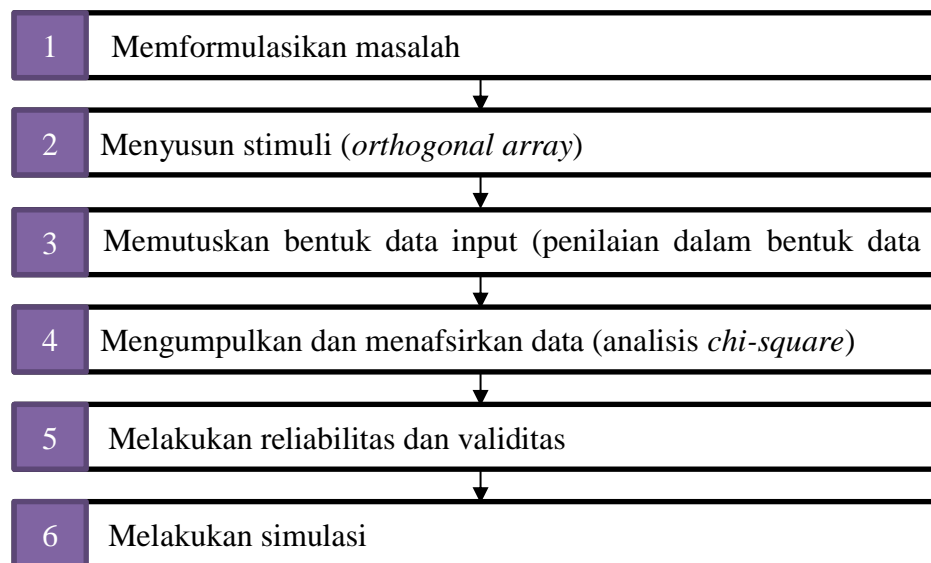 1 Memformulasikan masalah
2 Menyusun stimuli (orthogonal array)
3 Memutuskan bentuk data input (penilaian dalam bentuk data
4 Mengumpulkan dan menafsirkan data (analisis chi-square)
5 Melakukan reliabilitas dan validitas
6 Melakukan simulasi